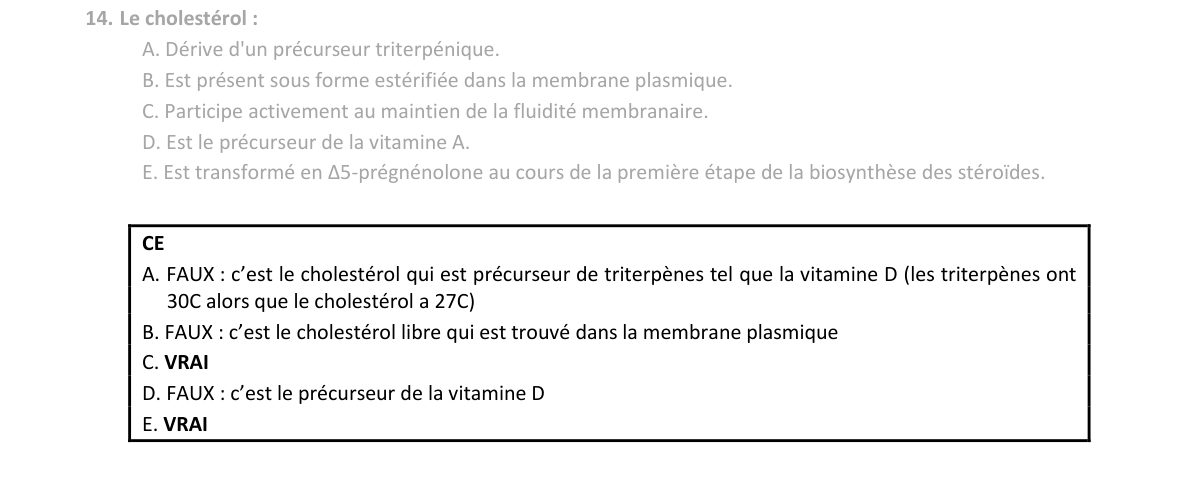 14. Le cholestérol :
A. Dérive d'un précurseur triterpénique.
B. Est présent sous forme estérifiée dans la membrane plasmique.
C. Participe activement au maintien de la fluidité membranaire.
D. Est le précurseur de la vitamine A.
E. Est transformé en Δ5-prégnénolone au cours de la première étape de la biosynthèse des stéroïdes.
CE
A. FAUX : c’est le cholestérol qui est précurseur de triterpènes tel que la vitamine D (les triterpènes ont
30C alors que le cholestérol a 27C)
B. FAUX : c’est le cholestérol libre qui est trouvé dans la membrane plasmique
C. VRAI
D. FAUX : c’est le précurseur de la vitamine D
E. VRAI